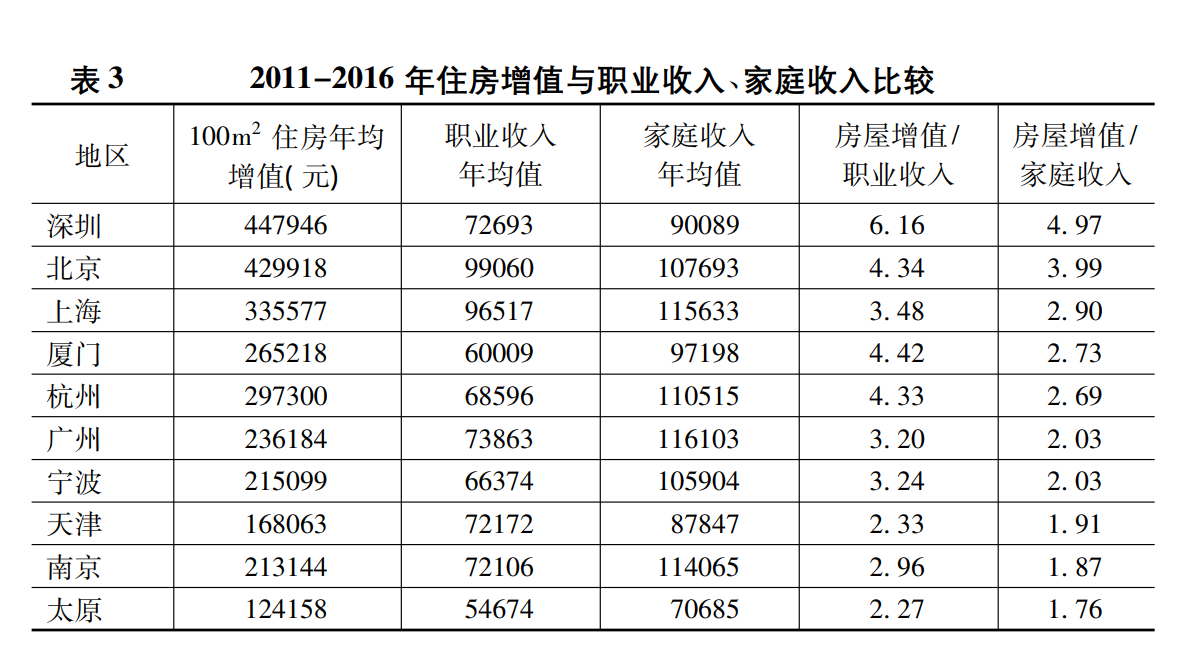 表 3 2011-2016 年住房增值与职业收入、家庭收入比较
地区 100m² 住房年均增值( 元) 职业收入年均值 家庭收入年均值 房屋增值/职业收入 房屋增值/家庭收入
深圳 447946 72693 90089 6. 16 4. 97
北京 429918 99060 107693 4. 34 3. 99
上海 335577 96517 115633 3. 48 2. 90
厦门 265218 60009 97198 4. 42 2. 73
杭州 297300 68596 110515 4. 33 2. 69
广州 236184 73863 116103 3. 20 2. 03
宁波 215099 66374 105904 3. 24 2. 03
天津 168063 72172 87847 2. 33 1. 91
南京 213144 72106 114065 2. 96 1. 87
太原 124158 54674 70685 2. 27 1. 76